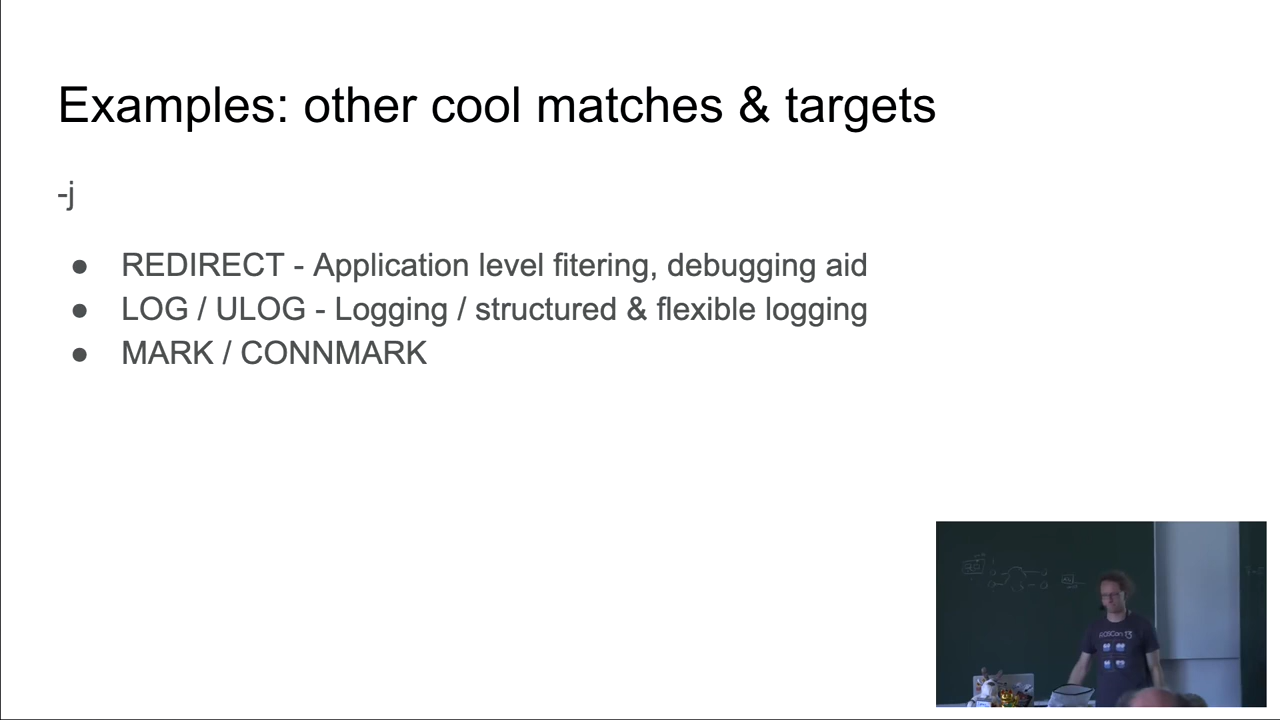 Examples: other cool matches & targets
-j
● REDIRECT - Application level fitering, debugging aid
● LOG / ULOG - Logging / structured & flexible logging
● MARK / CONNMARK